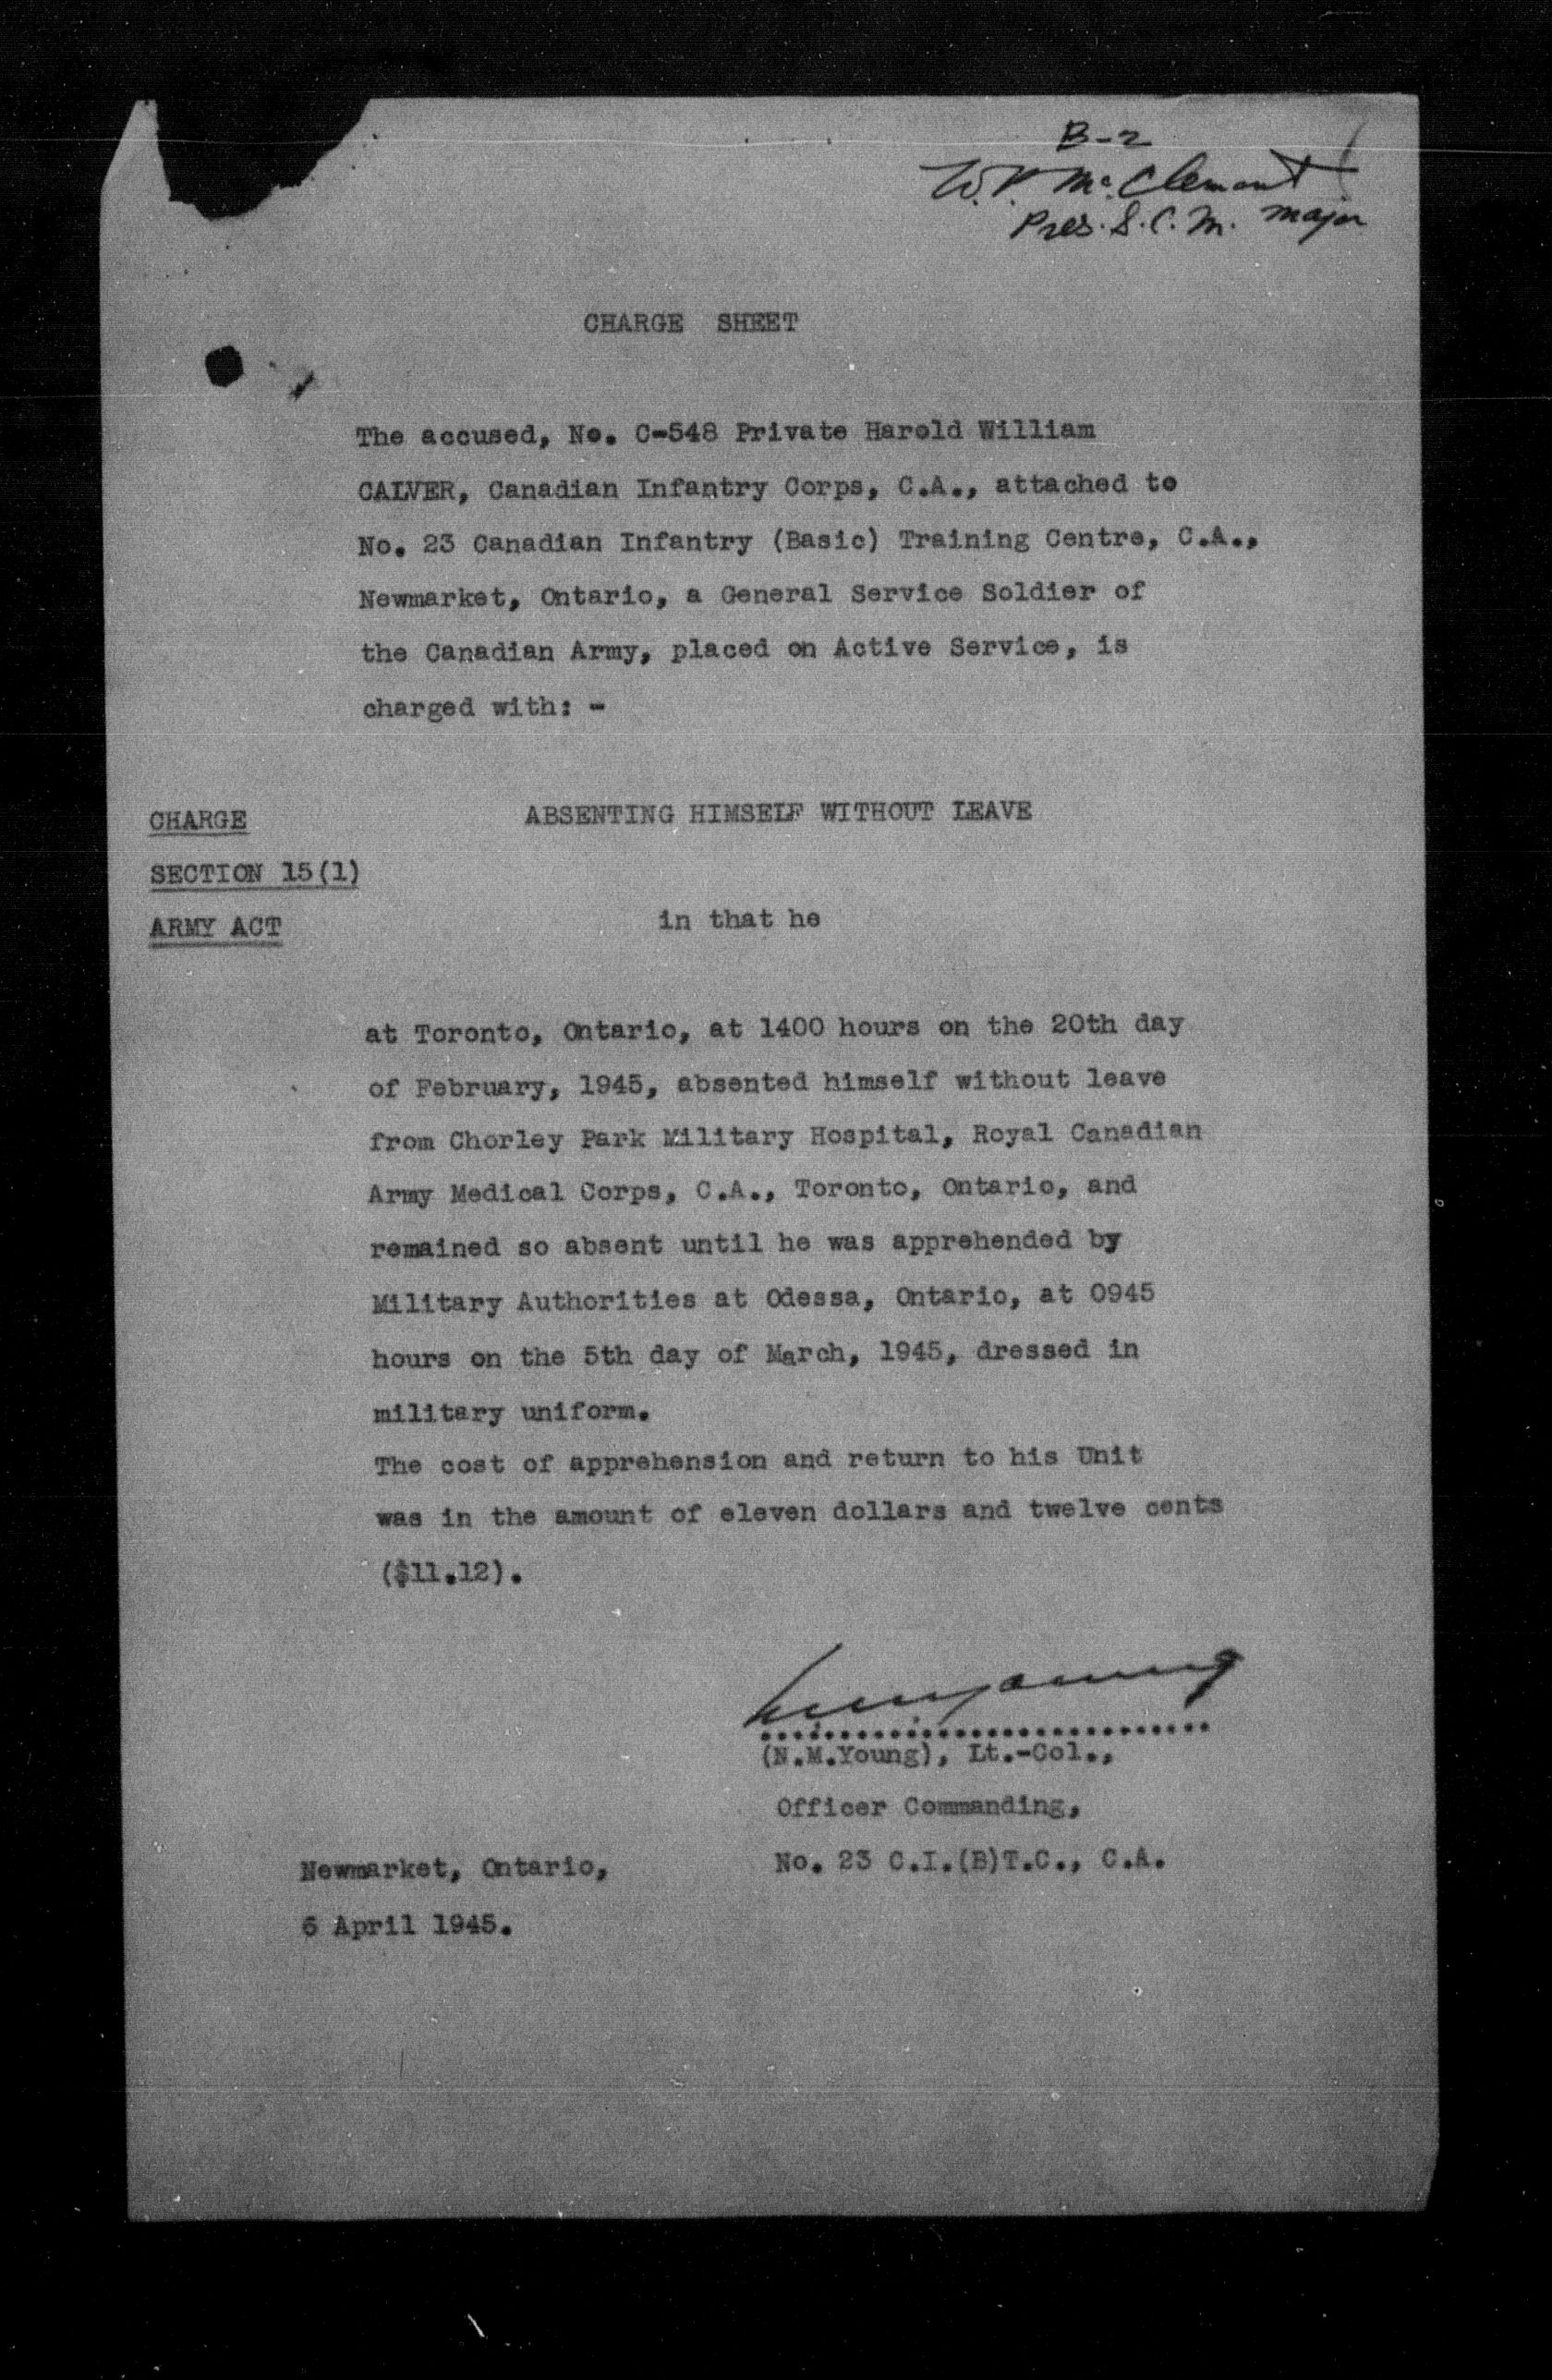 B-2
W.P. McClemont
Pres. S.C.M. Major
CHARGE SHEET
The accused, No. C-548 Private Harold William
CALVER, Canadian Infantry Corps, C.A., attached to
No. 23 Canadian Infantry (Basic) Training Centre, C.A.,
Newmarket, Ontario, a General Service Soldier of
the Canadian Army, placed on Active Service, is
charged with: -
CHARGE
SECTION 15(1)
ARMY ACT
ABSENTING HIMSELF WITHOUT LEAVE
in that he
at Toronto, Ontario, at 1400 hours on the 20th day
of February, 1945, absented himself without leave
from Chorley Park Military Hospital, Royal Canadian
Army Medical Corps, C.A., Toronto, Ontario, and
remained so absent until he was apprehended by
Military Authorities at Odessa, Ontario, at 0945
hours on the 5th day of March, 1945, dressed in
military uniform.
The cost of apprehension and return to his Unit
was in the amount of eleven dollars and twelve cents
($11.12).
(N.M.Young), Lt.-Col.,
Officer Commanding,
No. 23 C.I.(B)T.C., C.A.
Newmarket, Ontario,
6 April 1945.